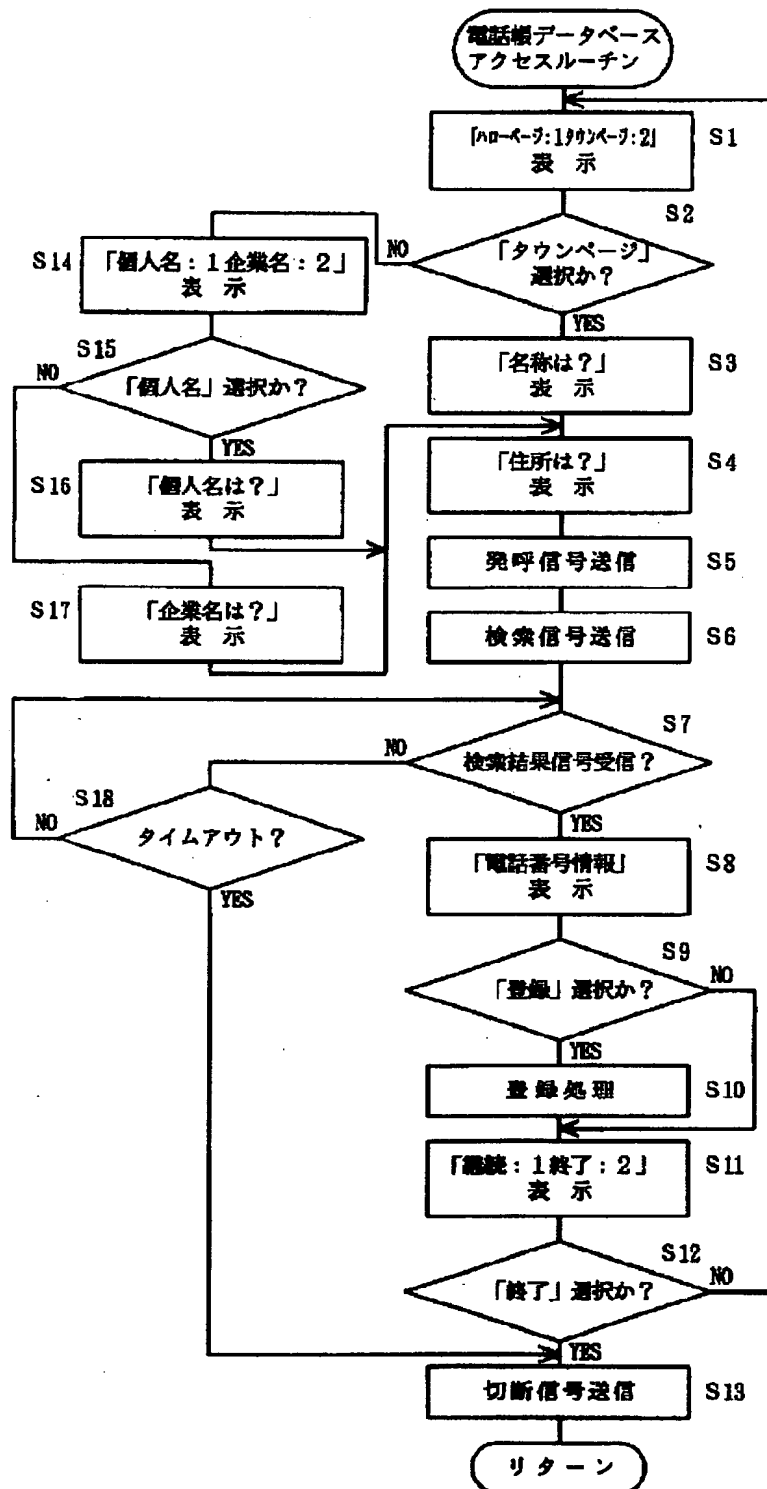 電話帳データベース
アクセスルーチン
「ハローページ:1タウンページ:2」
表 示
S1
S2
「タウンページ」
選択か?
NO
YES
S14
「個人名:1企業名:2」
表 示
S15
「個人名」選択か?
NO
YES
「名称は?」
表 示
S3
「住所は?」
表 示
S4
S16
「個人名は?」
表 示
発呼信号送信
S5
S17
「企業名は?」
表 示
検索信号送信
S6
S7
検索結果信号受信?
NO
YES
S18
タイムアウト?
NO
YES
「電話番号情報」
表 示
S8
S9
「登録」選択か?
NO
YES
登録処理
S10
「継続:1終了:2」
表 示
S11
S12
「終了」選択か?
NO
YES
切断信号送信
S13
リターン